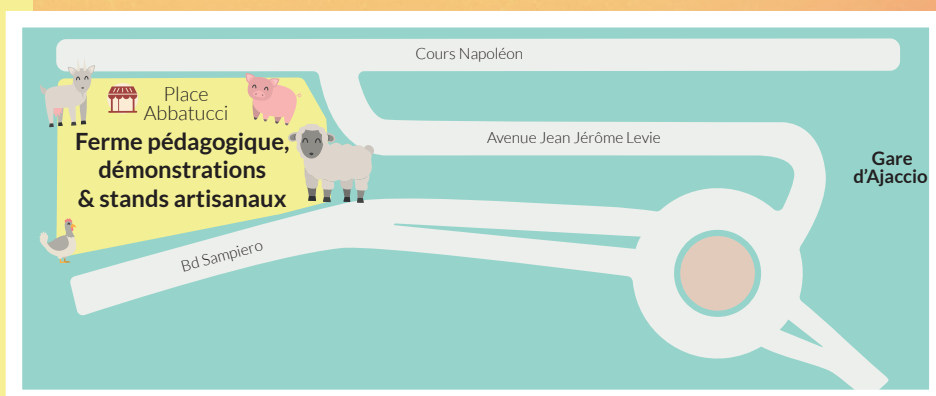 Cours Napoléon
Place
Abbatucci
Ferme pédagogique,
démonstrations
& stands artisanaux
Avenue Jean Jérôme Levie
Gare
d'Ajaccio
Bd Sampiero